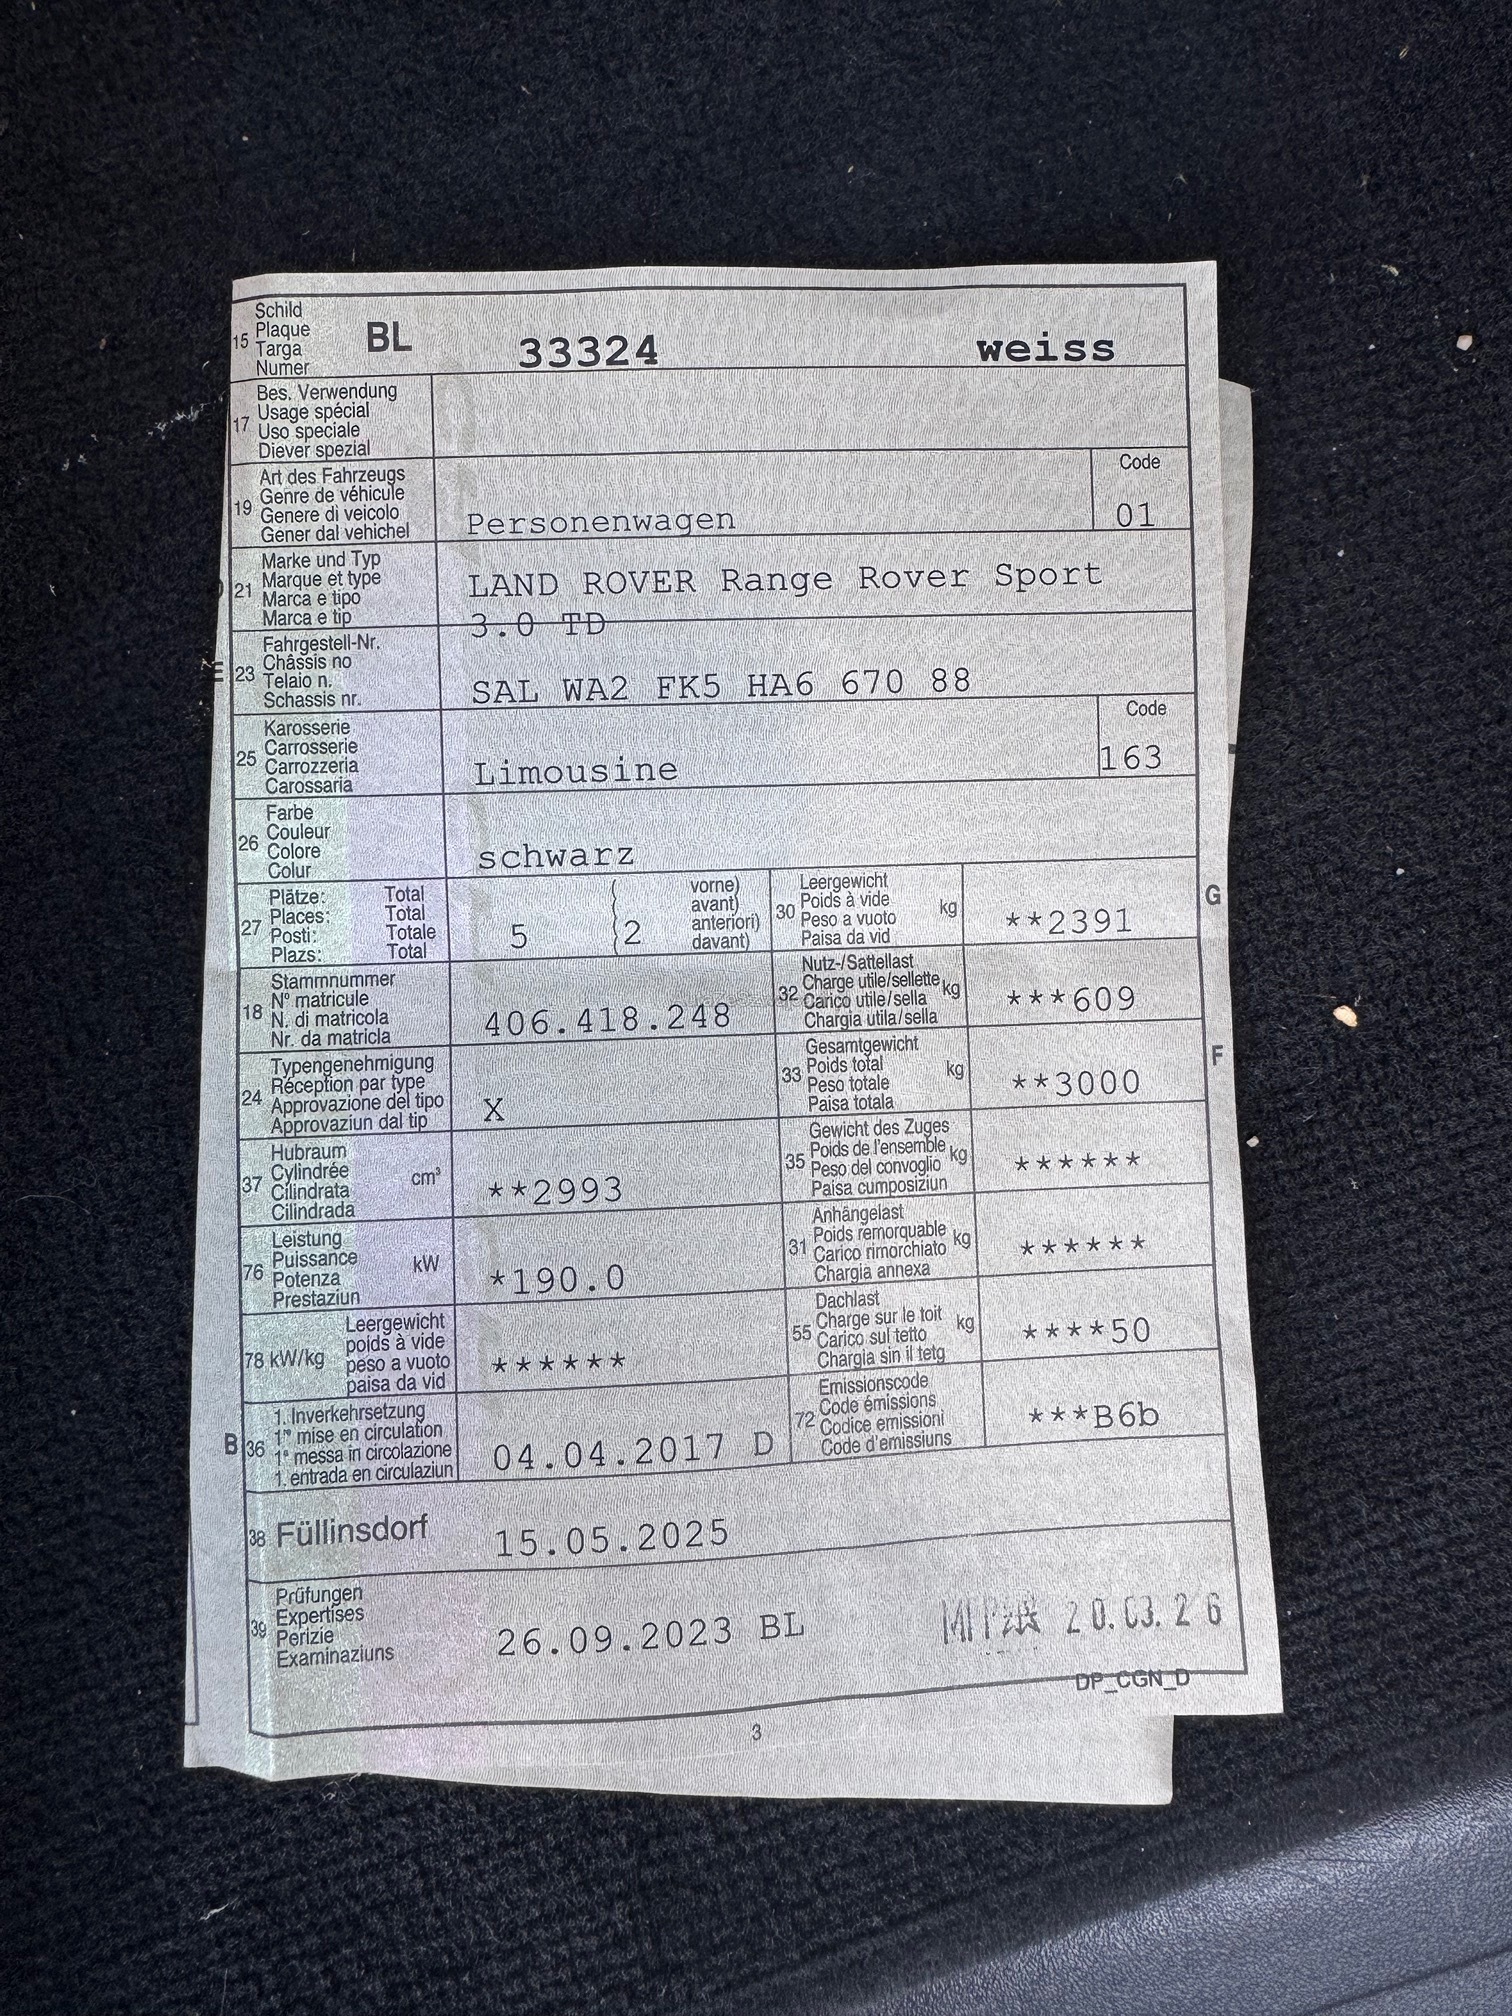 15 Schild Plaque Targa Numer BL 33324 weiss
17 Bes. Verwendung Usage spécial Uso speciale Diever spezial
19 Art des Fahrzeugs Genre de véhicule Genere di veicolo Gener dal vehichel Personenwagen Code 01
21 Marke und Typ Marque et type Marca e tipo Marca e tip LAND ROVER Range Rover Sport
3.0 TD
23 Fahrgestell-Nr. Châssis no Telaio n. Schassis nr. SAL WA2 FK5 HA6 670 88
25 Karosserie Carrosserie Carrozzeria Carossaria Limousine Code 163
26 Farbe Couleur Colore Colur schwarz
27 Plätze: Total Places: Total Posti: Totale Plazs: Total 5 2 vorne) avant) anteriori) davant)
30 Leergewicht Poids à vide Peso a vuoto Paisa da vid kg **2391 G
18 Stammnummer N° matricule N. di matricola Nr. da matricla 406.418.248
32 Nutz-/Sattellast Charge utile/sellette Carico utile/sella Chargia utila/sella kg ***609
24 Typengenehmigung Réception par type Approvazione del tipo Approvaziun dal tip X
33 Gesamtgewicht Poids total Peso totale Paisa totala kg **3000 F
37 Hubraum Cylindrée Cilindrata Cilindrada cm³ **2993
35 Gewicht des Zuges Poids de l'ensemble Peso del convoglio Paisa cumposiziun kg ******
76 Leistung Puissance Potenza Prestaziun kW *190.0
31 Anhängelast Poids remorquable Carico rimorchiato Chargia annexa kg ******
78 kW/kg Leergewicht poids à vide peso a vuoto paisa da vid ******
55 Dachlast Charge sur le toit Carico sul tetto Chargia sin il tetg kg ****50
B 36 1. Inverkehrsetzung 1re mise en circulation 1a messa in circolazione 1. entrada en circulaziun 04.04.2017 D
72 Emissionscode Code émissions Codice emissioni Code d'emissiuns ***B6b
38 Füllinsdorf 15.05.2025
39 Prüfungen Expertises Perizie Examinaziuns 26.09.2023 BL 20.03.26
DP_CGN_D
3